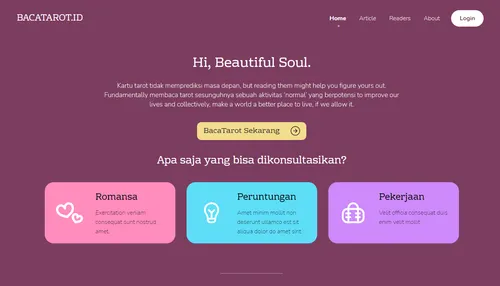 BACATAROT.ID
Home
Article
Readers
About
Login
Hi, Beautiful Soul.
Kartu tarot tidak memprediksi masa depan, but reading them might help you figure yours out.
Fundamentally membaca tarot sesungguhnya sebuah aktivitas 'normal' yang berpotensi to improve our
lives and collectively, make a world a better place to live, if we allow it.
BacaTarot Sekarang
Apa saja yang bisa dikonsultasikan?
Romansa
Exercitation veniam
consequat sunt nostrud
amet.
Peruntungan
Amet minim mollit non
deserunt ullamco est sit
aliqua dolor do amet sint.
Pekerjaan
Velit officia consequat duis
enim velit mollit.